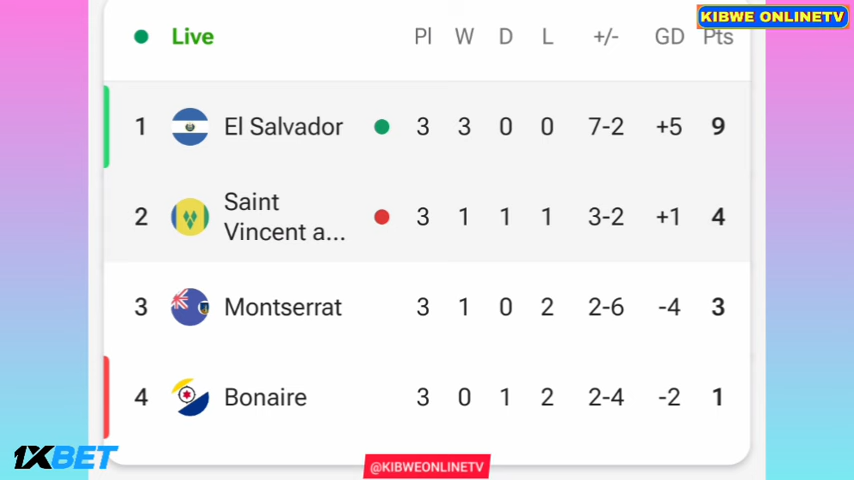 KIBWE ONLINETV
Live Pl W D L +/- GD Pts
1 El Salvador 3 3 0 0 7-2 +5 9
2 Saint Vincent a... 3 1 1 1 3-2 +1 4
3 Montserrat 3 1 0 2 2-6 -4 3
4 Bonaire 3 0 1 2 2-4 -2 1
1XBET
@KIBWEONLINETV